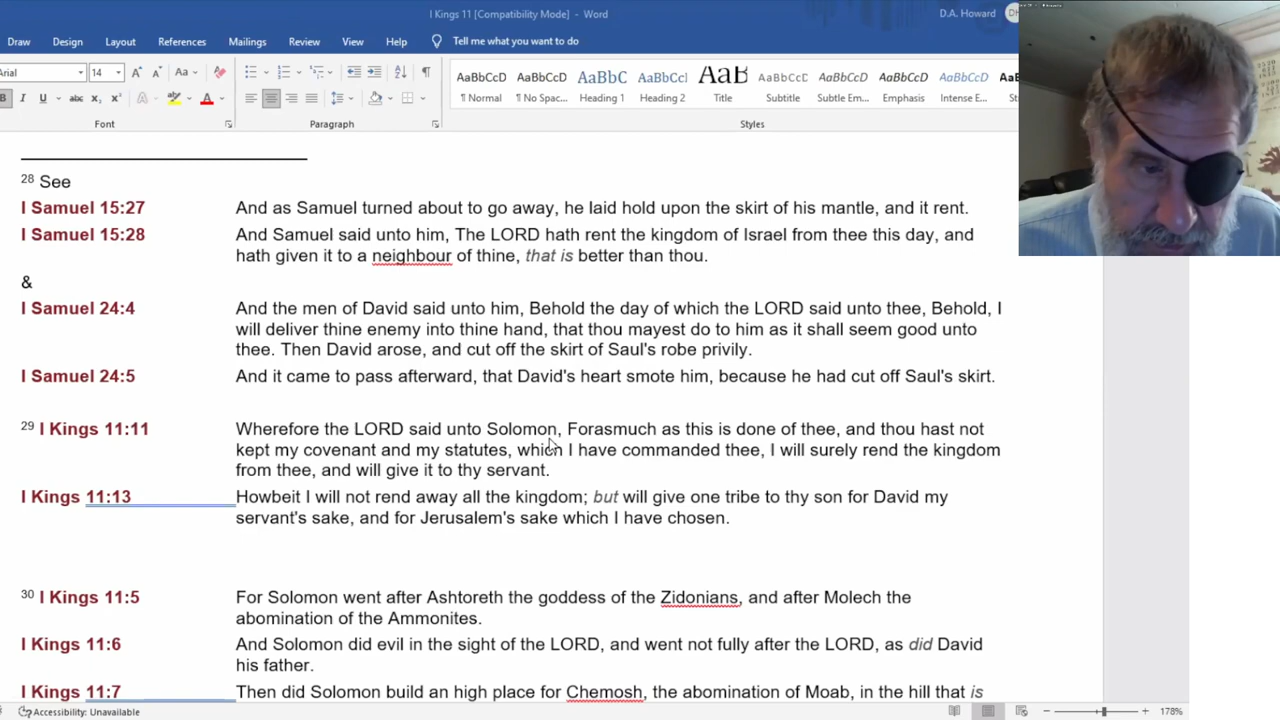 I Kings 11 [Compatibility Mode] - Word
D.A. Howard
DH
Draw Design Layout References Mailings Review View Help Tell me what you want to do
Arial 14 A A Aa
B I U abc x₂ x² A A
Font
Paragraph
AaBbCcD AaBbCcD AaBbC AaBbCcl AaB AaBbCcD AaBbCcD AaBbCcD AaBbCcD
¶ Normal ¶ No Spac... Heading 1 Heading 2 Title Subtitle Subtle Em... Emphasis Intense E...
Styles
28 See
I Samuel 15:27 And as Samuel turned about to go away, he laid hold upon the skirt of his mantle, and it rent.
I Samuel 15:28 And Samuel said unto him, The LORD hath rent the kingdom of Israel from thee this day, and
hath given it to a neighbour of thine, that is better than thou.
&
I Samuel 24:4 And the men of David said unto him, Behold the day of which the LORD said unto thee, Behold, I
will deliver thine enemy into thine hand, that thou mayest do to him as it shall seem good unto
thee. Then David arose, and cut off the skirt of Saul's robe privily.
I Samuel 24:5 And it came to pass afterward, that David's heart smote him, because he had cut off Saul's skirt.
29 I Kings 11:11 Wherefore the LORD said unto Solomon, Forasmuch as this is done of thee, and thou hast not
kept my covenant and my statutes, which I have commanded thee, I will surely rend the kingdom
from thee, and will give it to thy servant.
I Kings 11:13 Howbeit I will not rend away all the kingdom; but will give one tribe to thy son for David my
servant's sake, and for Jerusalem's sake which I have chosen.
30 I Kings 11:5 For Solomon went after Ashtoreth the goddess of the Zidonians, and after Molech the
abomination of the Ammonites.
I Kings 11:6 And Solomon did evil in the sight of the LORD, and went not fully after the LORD, as did David
his father.
I Kings 11:7 Then did Solomon build an high place for Chemosh, the abomination of Moab, in the hill that is
Accessibility: Unavailable
178%